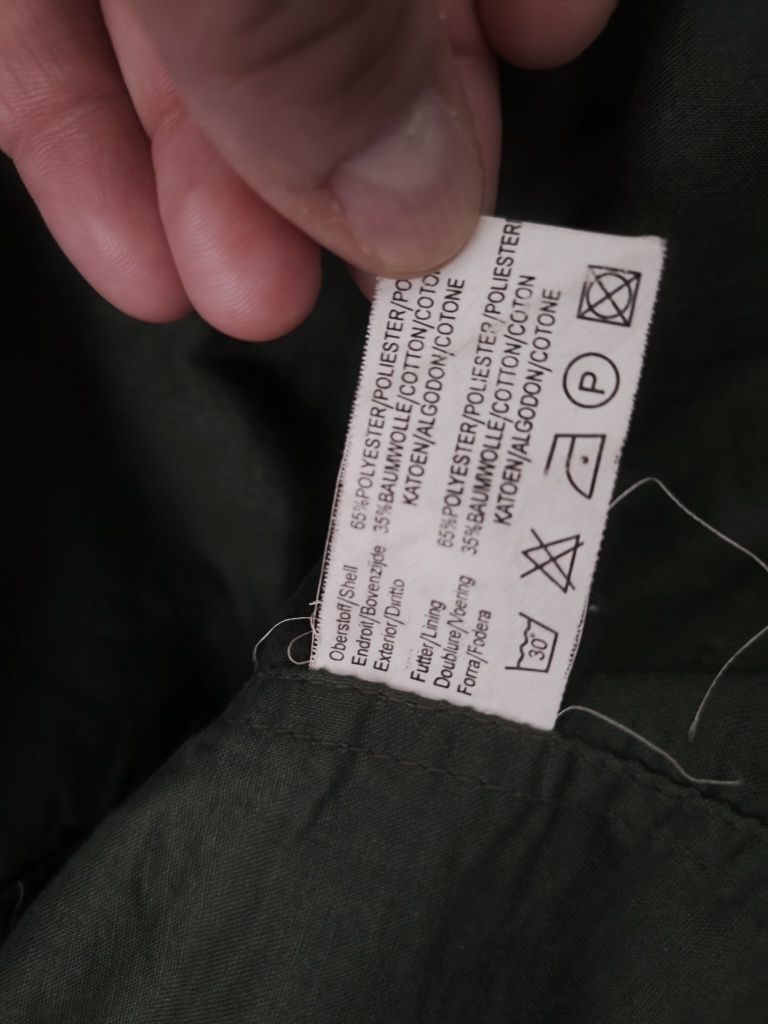 Oberstoff/Shell 65%POLYESTER/POLIESTER/PO
Endroit/Bovenzijde 35%BAUMWOLLE/COTTON/COTO
Exterior/Diritto KATOEN/ALGODON/COTONE
Futter/Lining 65%POLYESTER/POLIESTER/POLIESTER
Doublure/Voering 35%BAUMWOLLE/COTTON/COTON
Forra/Fodera KATOEN/ALGODON/COTONE
30°
P